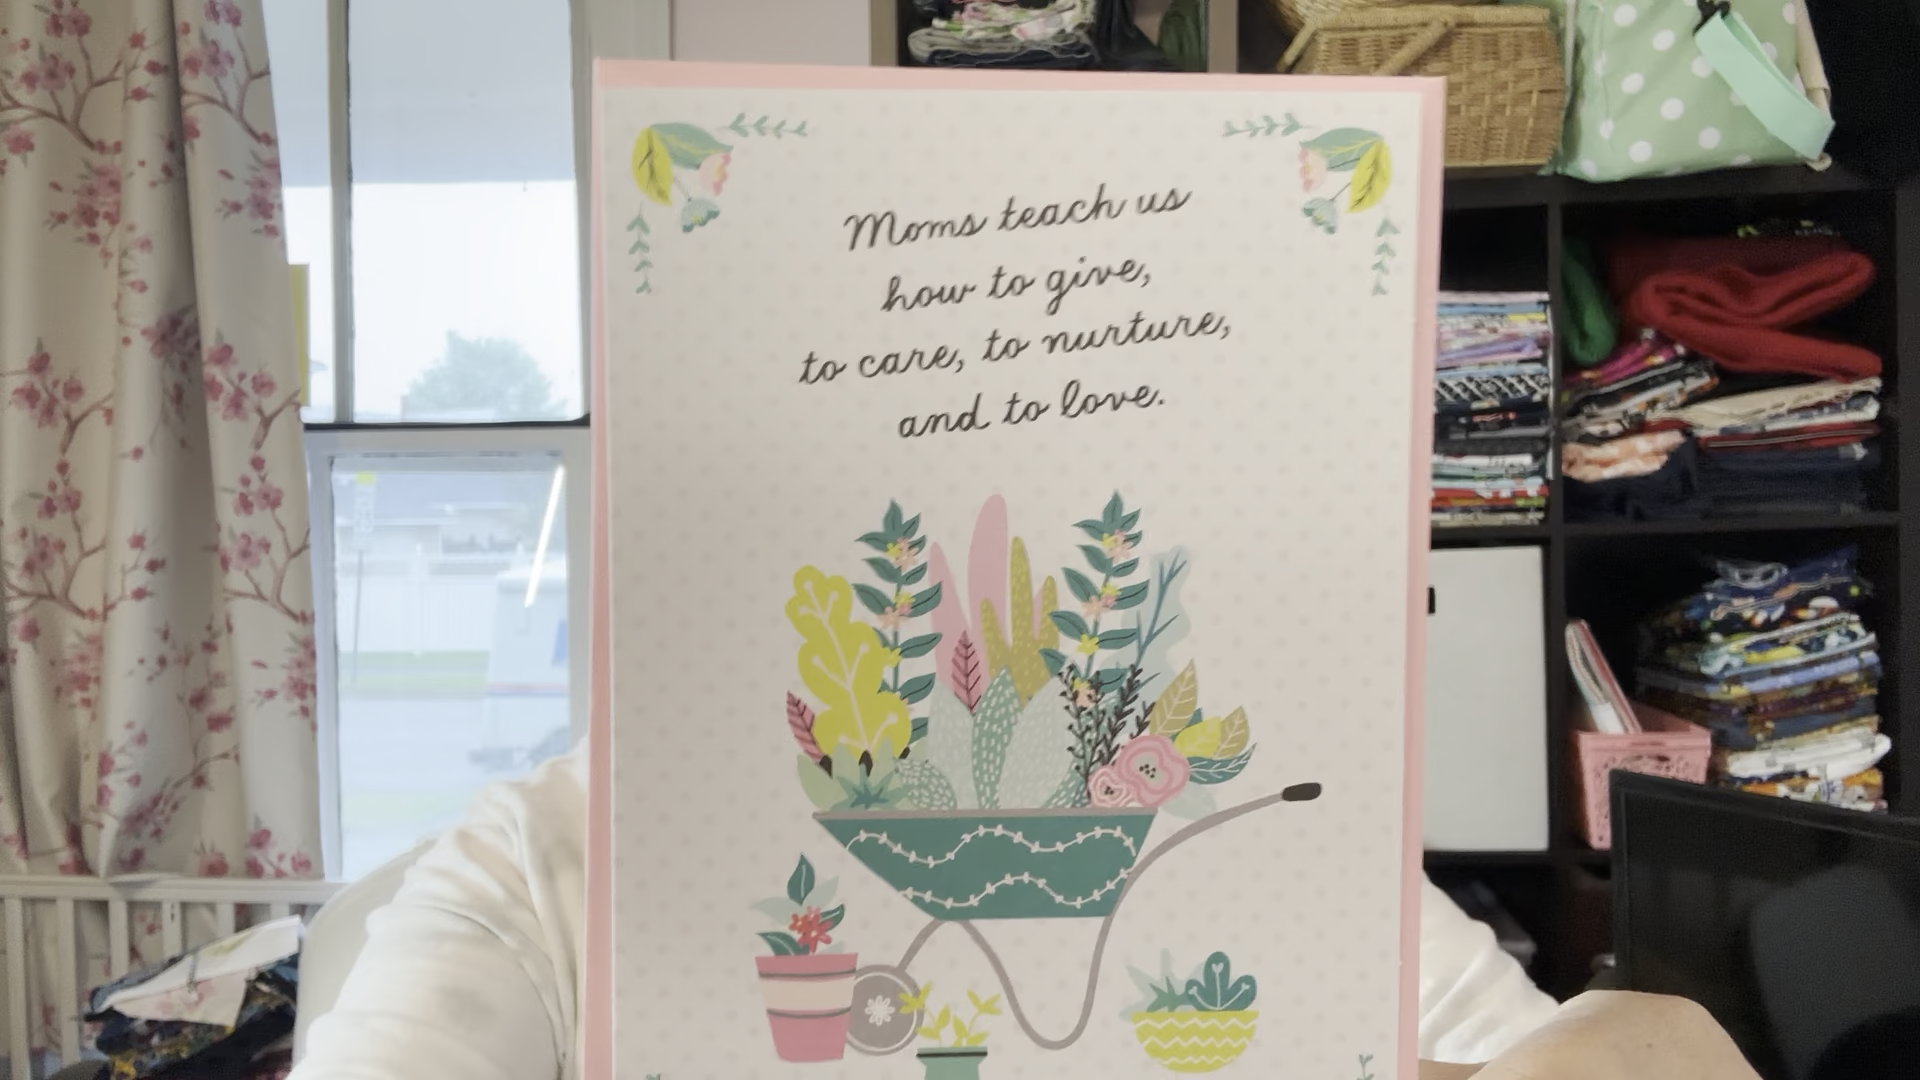 Moms teach us
how to give,
to care, to nurture,
and to love.